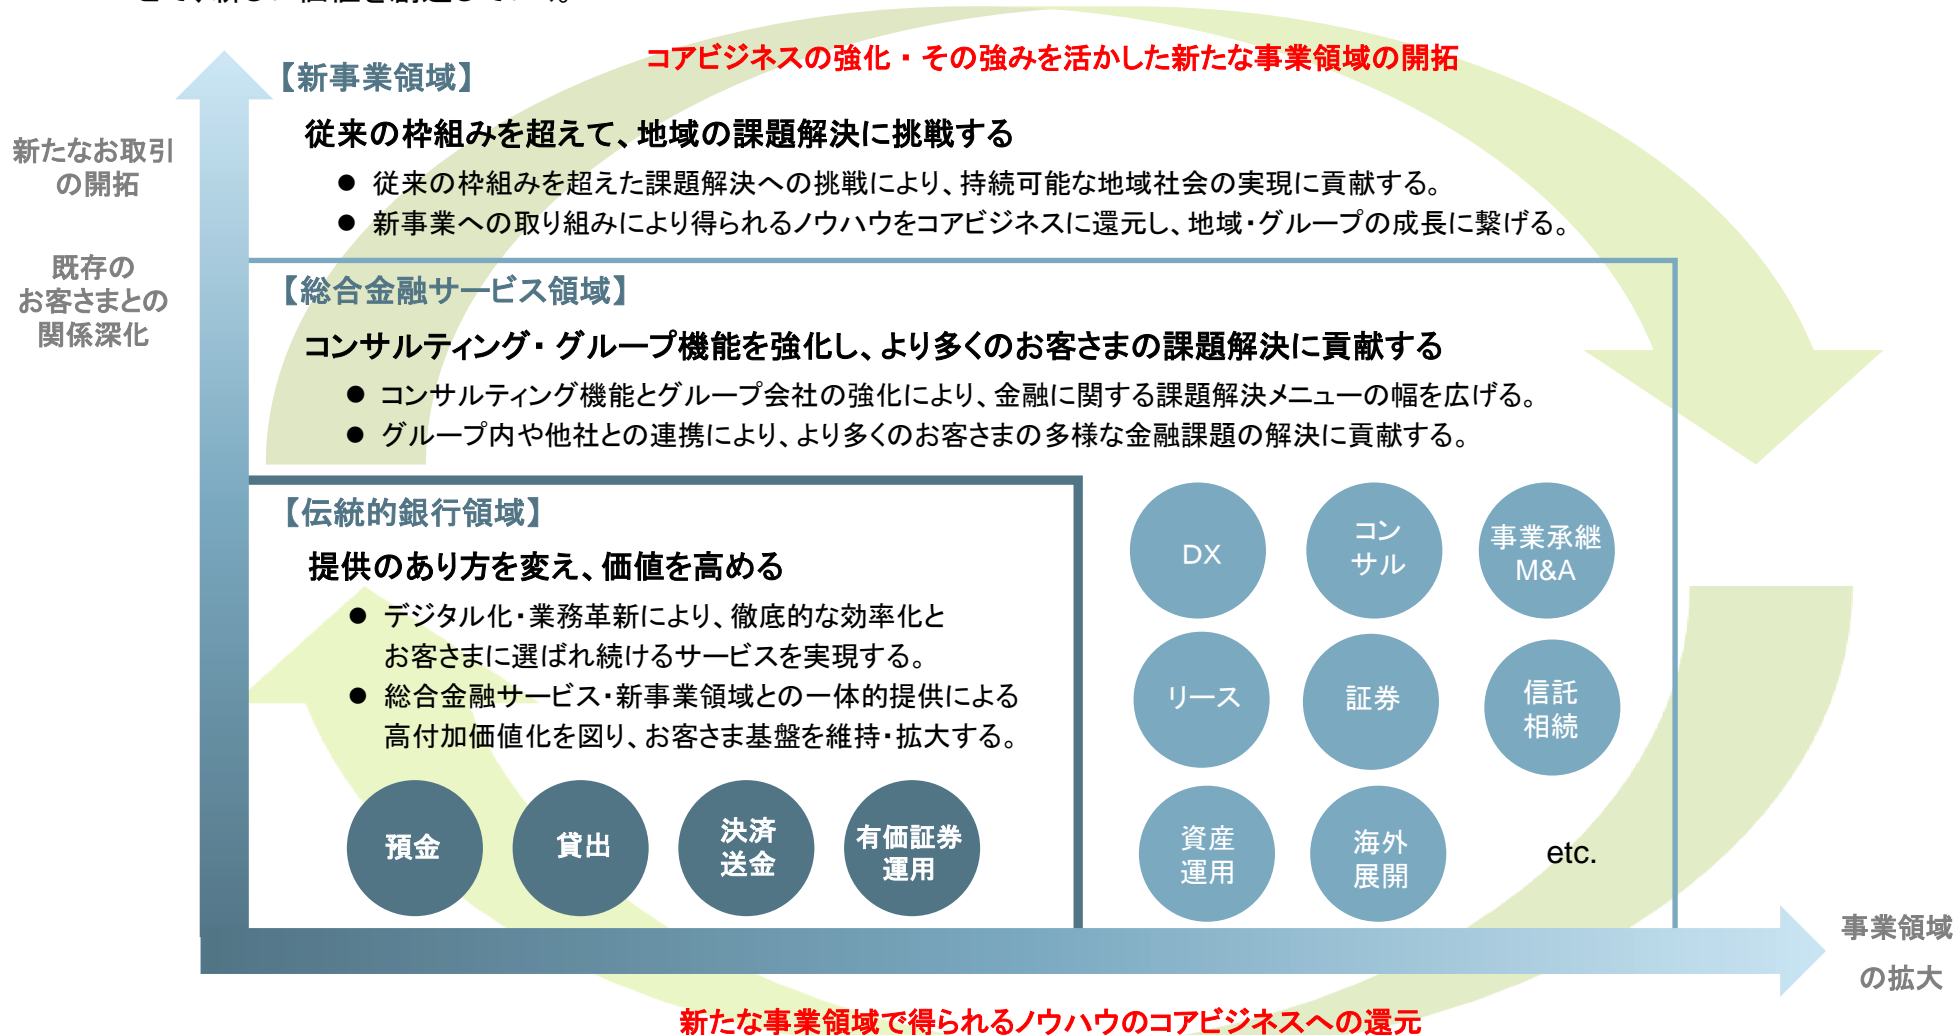 コアビジネスの強化・その強みを活かした新たな事業領域の開拓
【新事業領域】
従来の枠組みを超えて、地域の課題解決に挑戦する
● 従来の枠組みを超えた課題解決への挑戦により、持続可能な地域社会の実現に貢献する。
● 新事業への取り組みにより得られるノウハウをコアビジネスに還元し、地域・グループの成長に繋げる。
新たなお取引
の開拓
既存の
お客さまとの
関係深化
【総合金融サービス領域】
コンサルティング・グループ機能を強化し、より多くのお客さまの課題解決に貢献する
● コンサルティング機能とグループ会社の強化により、金融に関する課題解決メニューの幅を広げる。
● グループ内や他社との連携により、より多くのお客さまの多様な金融課題の解決に貢献する。
【伝統的銀行領域】
提供のあり方を変え、価値を高める
● デジタル化・業務革新により、徹底的な効率化と
お客さまに選ばれ続けるサービスを実現する。
● 総合金融サービス・新事業領域との一体的提供による
高付加価値化を図り、お客さま基盤を維持・拡大する。
預金
貸出
決済
送金
有価証券
運用
DX
コン
サル
事業承継
M&A
リース
証券
信託
相続
資産
運用
海外
展開
etc.
事業領域
の拡大
新たな事業領域で得られるノウハウのコアビジネスへの還元